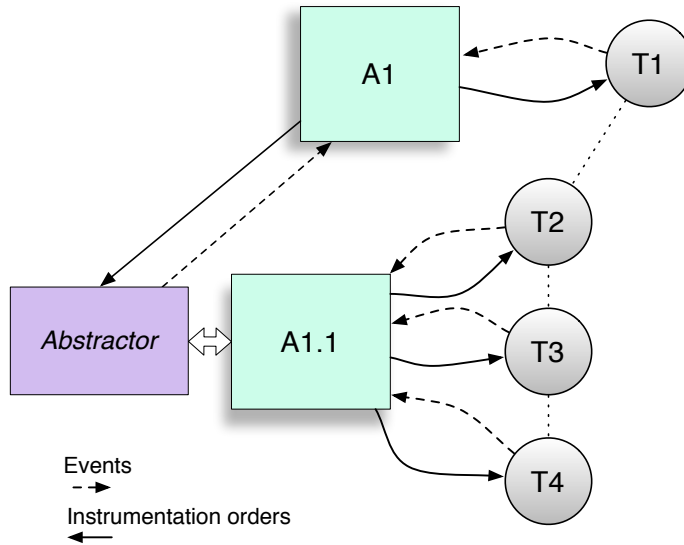 A1
T1
T2
Abstractor
A1.1
T3
T4
Events
Instrumentation orders